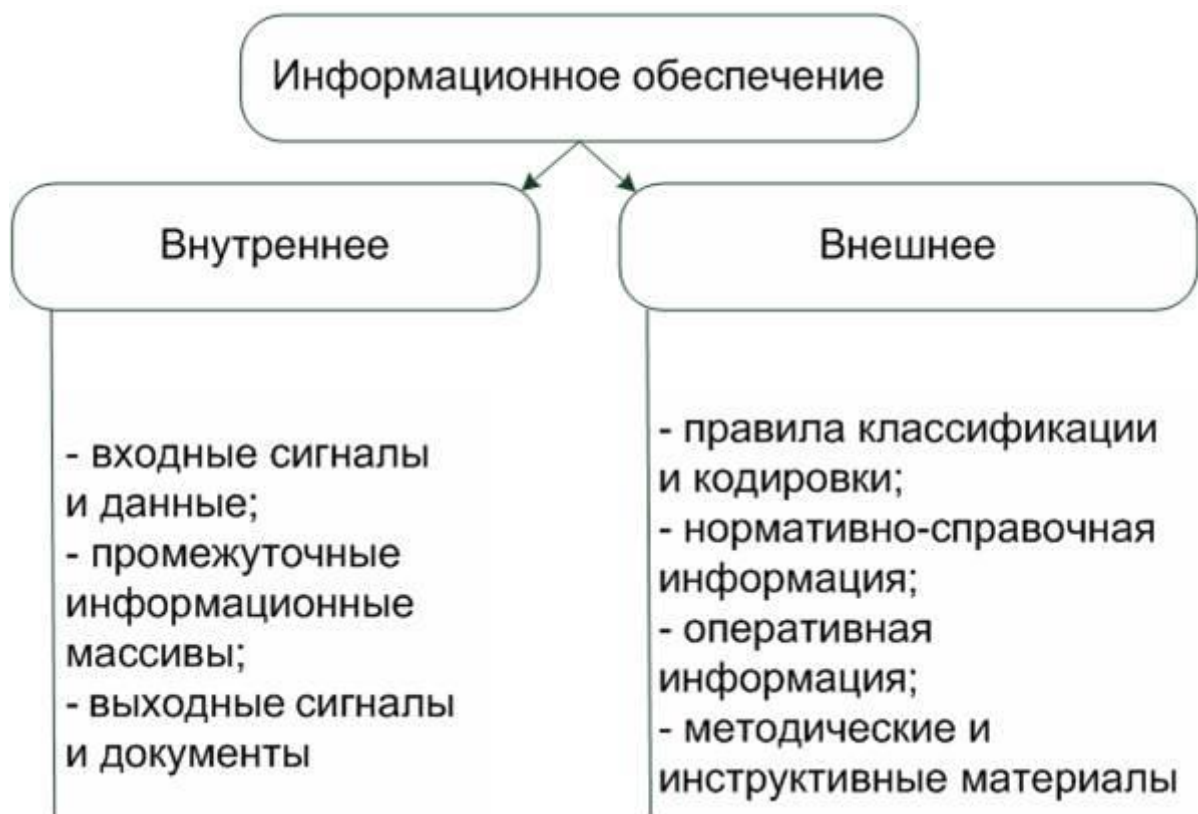 Информационное обеспечение
Внутреннее
- входные сигналы
и данные;
- промежуточные
информационные
массивы;
- выходные сигналы
и документы
Внешнее
- правила классификации
и кодировки;
- нормативно-справочная
информация;
- оперативная
информация;
- методические и
инструктивные материалы